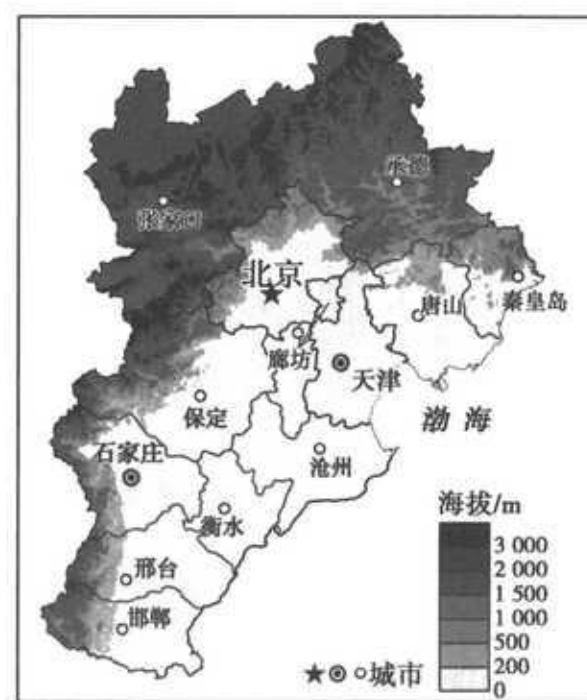 承德
张家口
北京
秦皇岛
唐山
廊坊
天津
渤海
保定
石家庄
沧州
衡水
邢台
邯郸
海拔/m
3 000
2 000
1 500
1 000
500
200
0
城市